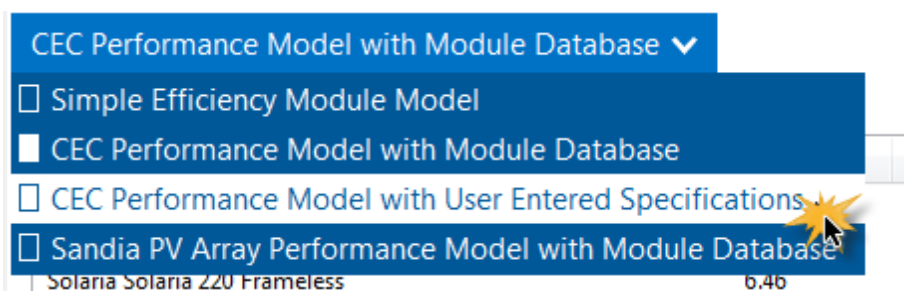 CEC Performance Model with Module Database
Simple Efficiency Module Model
CEC Performance Model with Module Database
CEC Performance Model with User Entered Specifications
Sandia PV Array Performance Model with Module Database
Solaria Solaria 220 Frameless 6.46